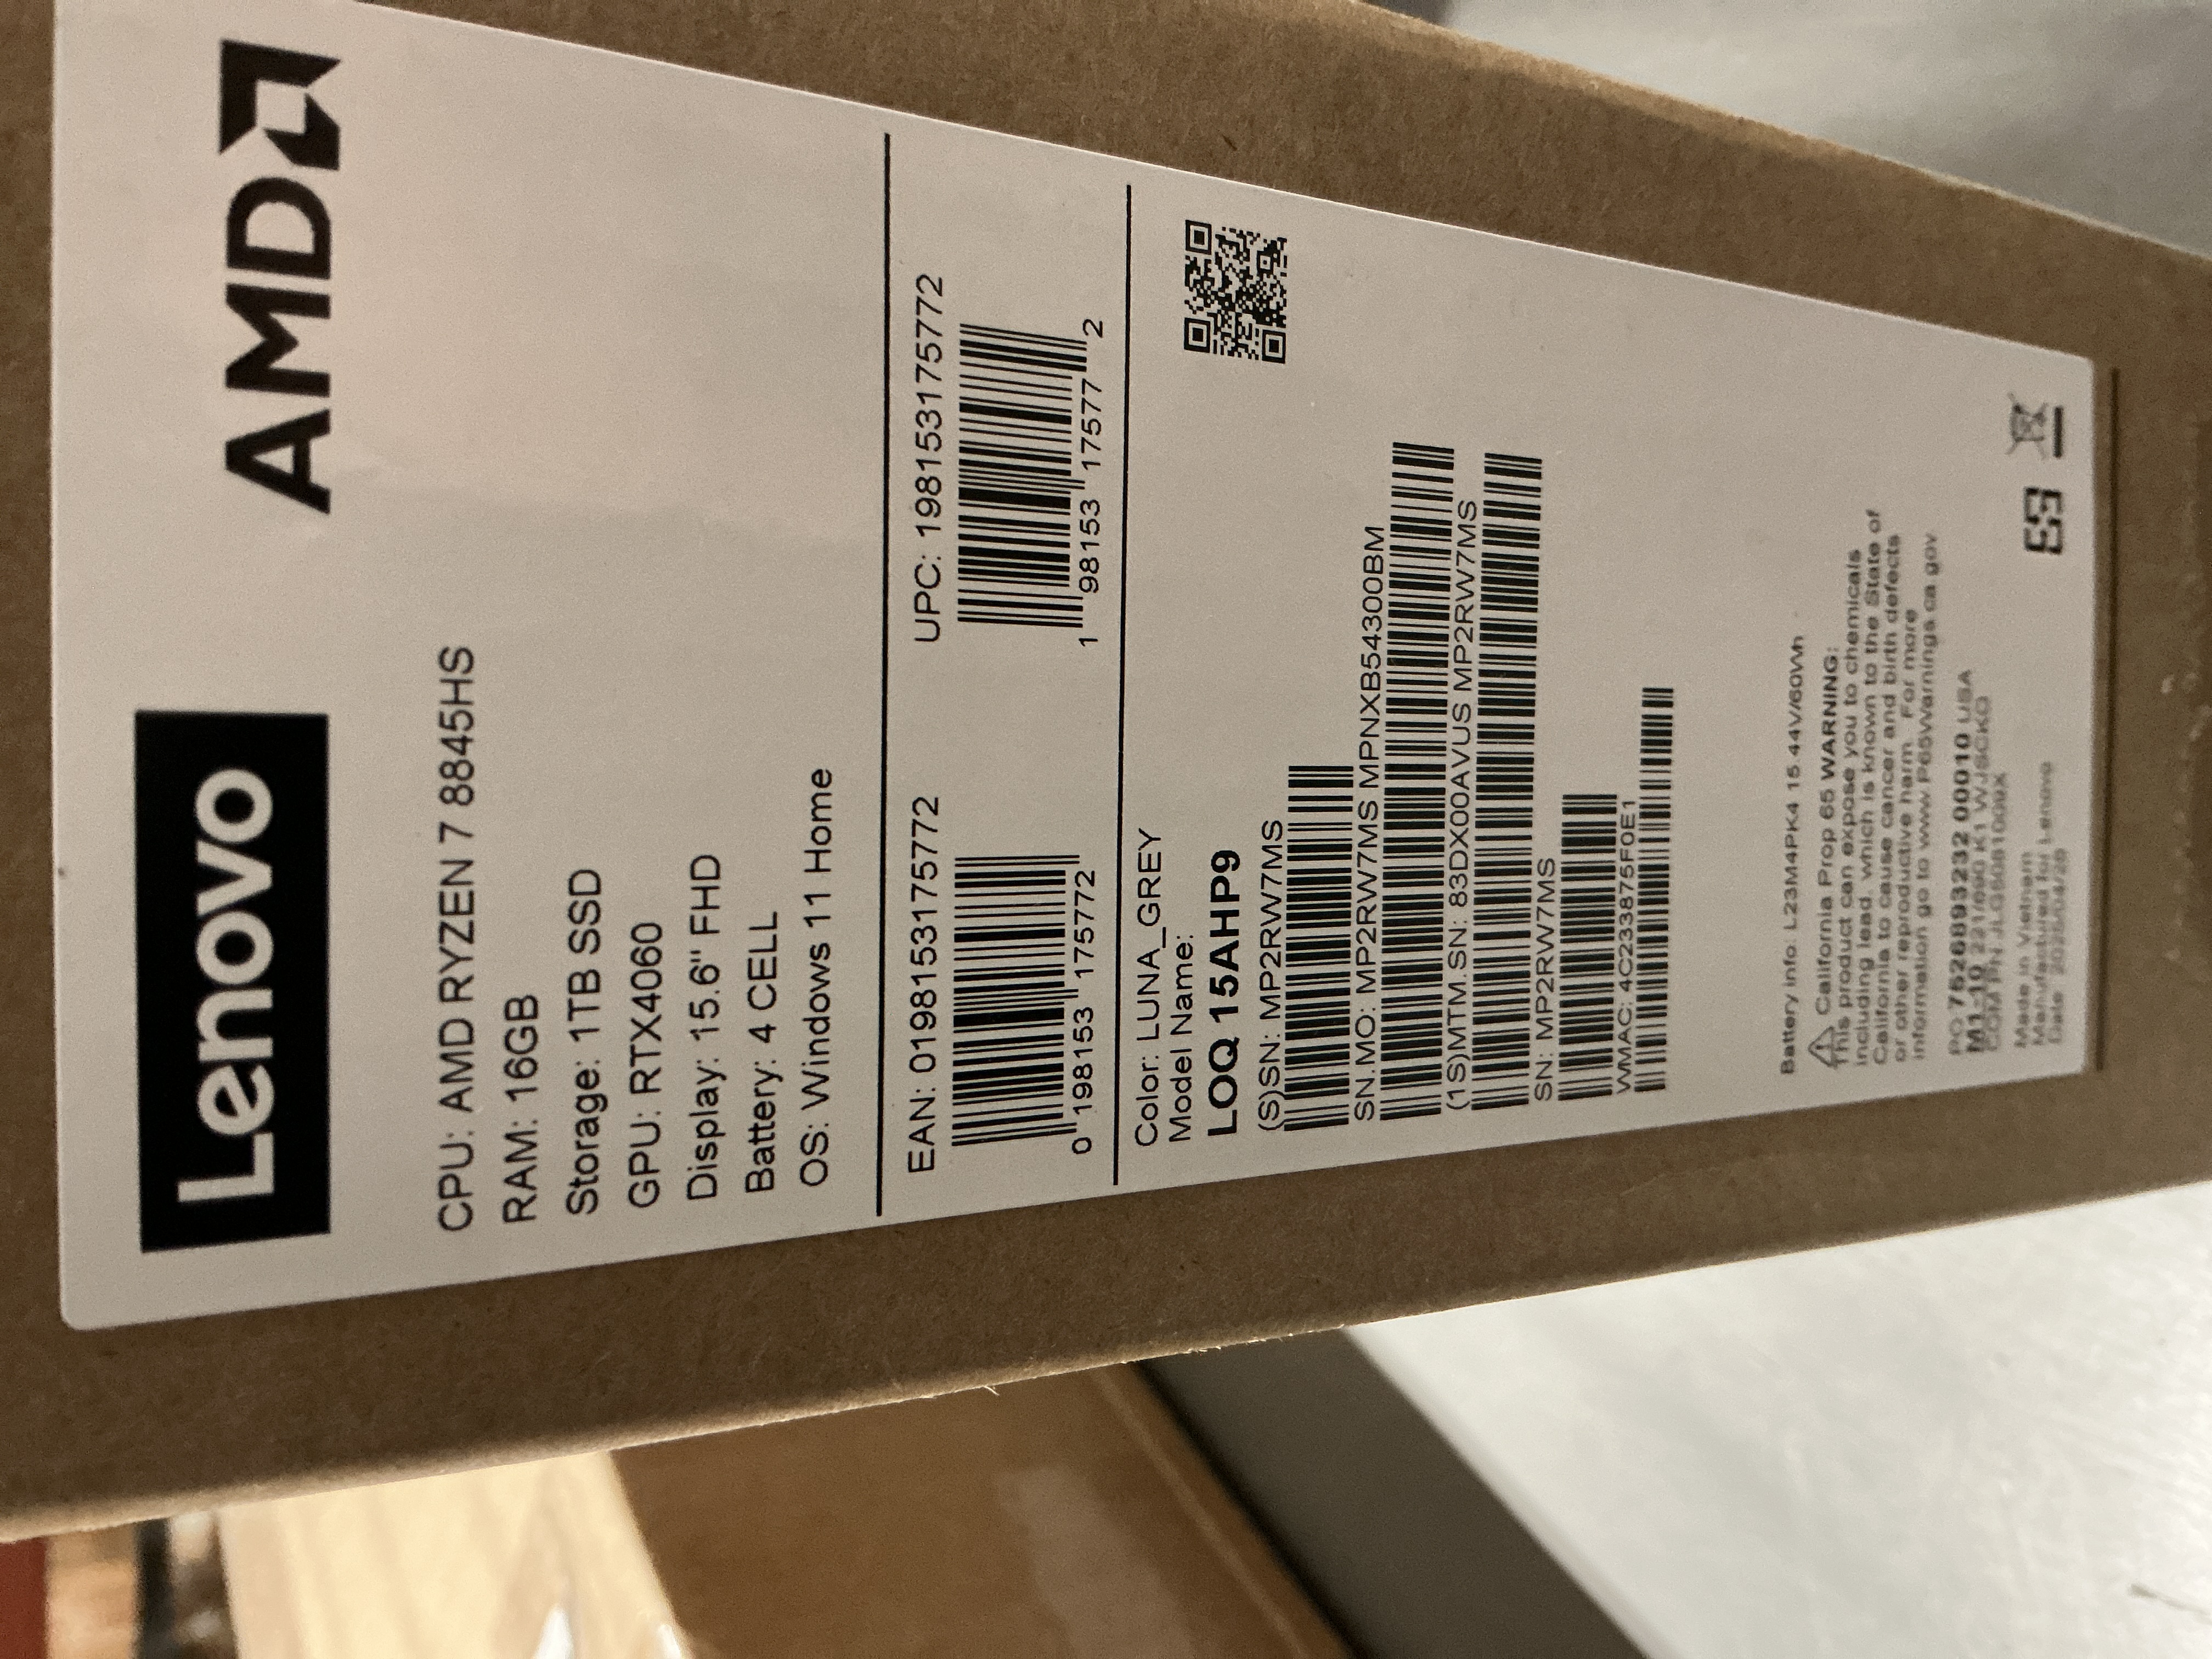 Lenovo
AMD
CPU: AMD RYZEN 7 8845HS
RAM: 16GB
Storage: 1TB SSD
GPU: RTX4060
Display: 15.6" FHD
Battery: 4 CELL
OS: Windows 11 Home
EAN: 0198153175772
0 198153 175772
UPC: 198153175772
1 98153 17577 2
Color: LUNA_GREY
Model Name:
LOQ 15AHP9
(S)SN: MP2RW7MS
SN.MO: MP2RW7MS MPNXB54300BM
(1S)MTM.SN: 83DX00AVUS MP2RW7MS
SN: MP2RW7MS
WMAC: 4C233875F0E1
Battery info: L23M4PK4 15.44V/60Wh
California Prop 65 WARNING:
This product can expose you to chemicals
including lead, which is known to the State of
California to cause cancer and birth defects
or other reproductive harm. For more
information go to www.P65Warnings.ca.gov
00010 USA
Made in Vietnam
Manufactured for Lenovo
Date